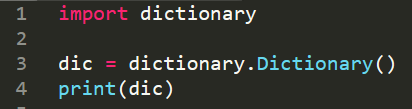 1 import dictionary
2
3 dic = dictionary.Dictionary()
4 print(dic)